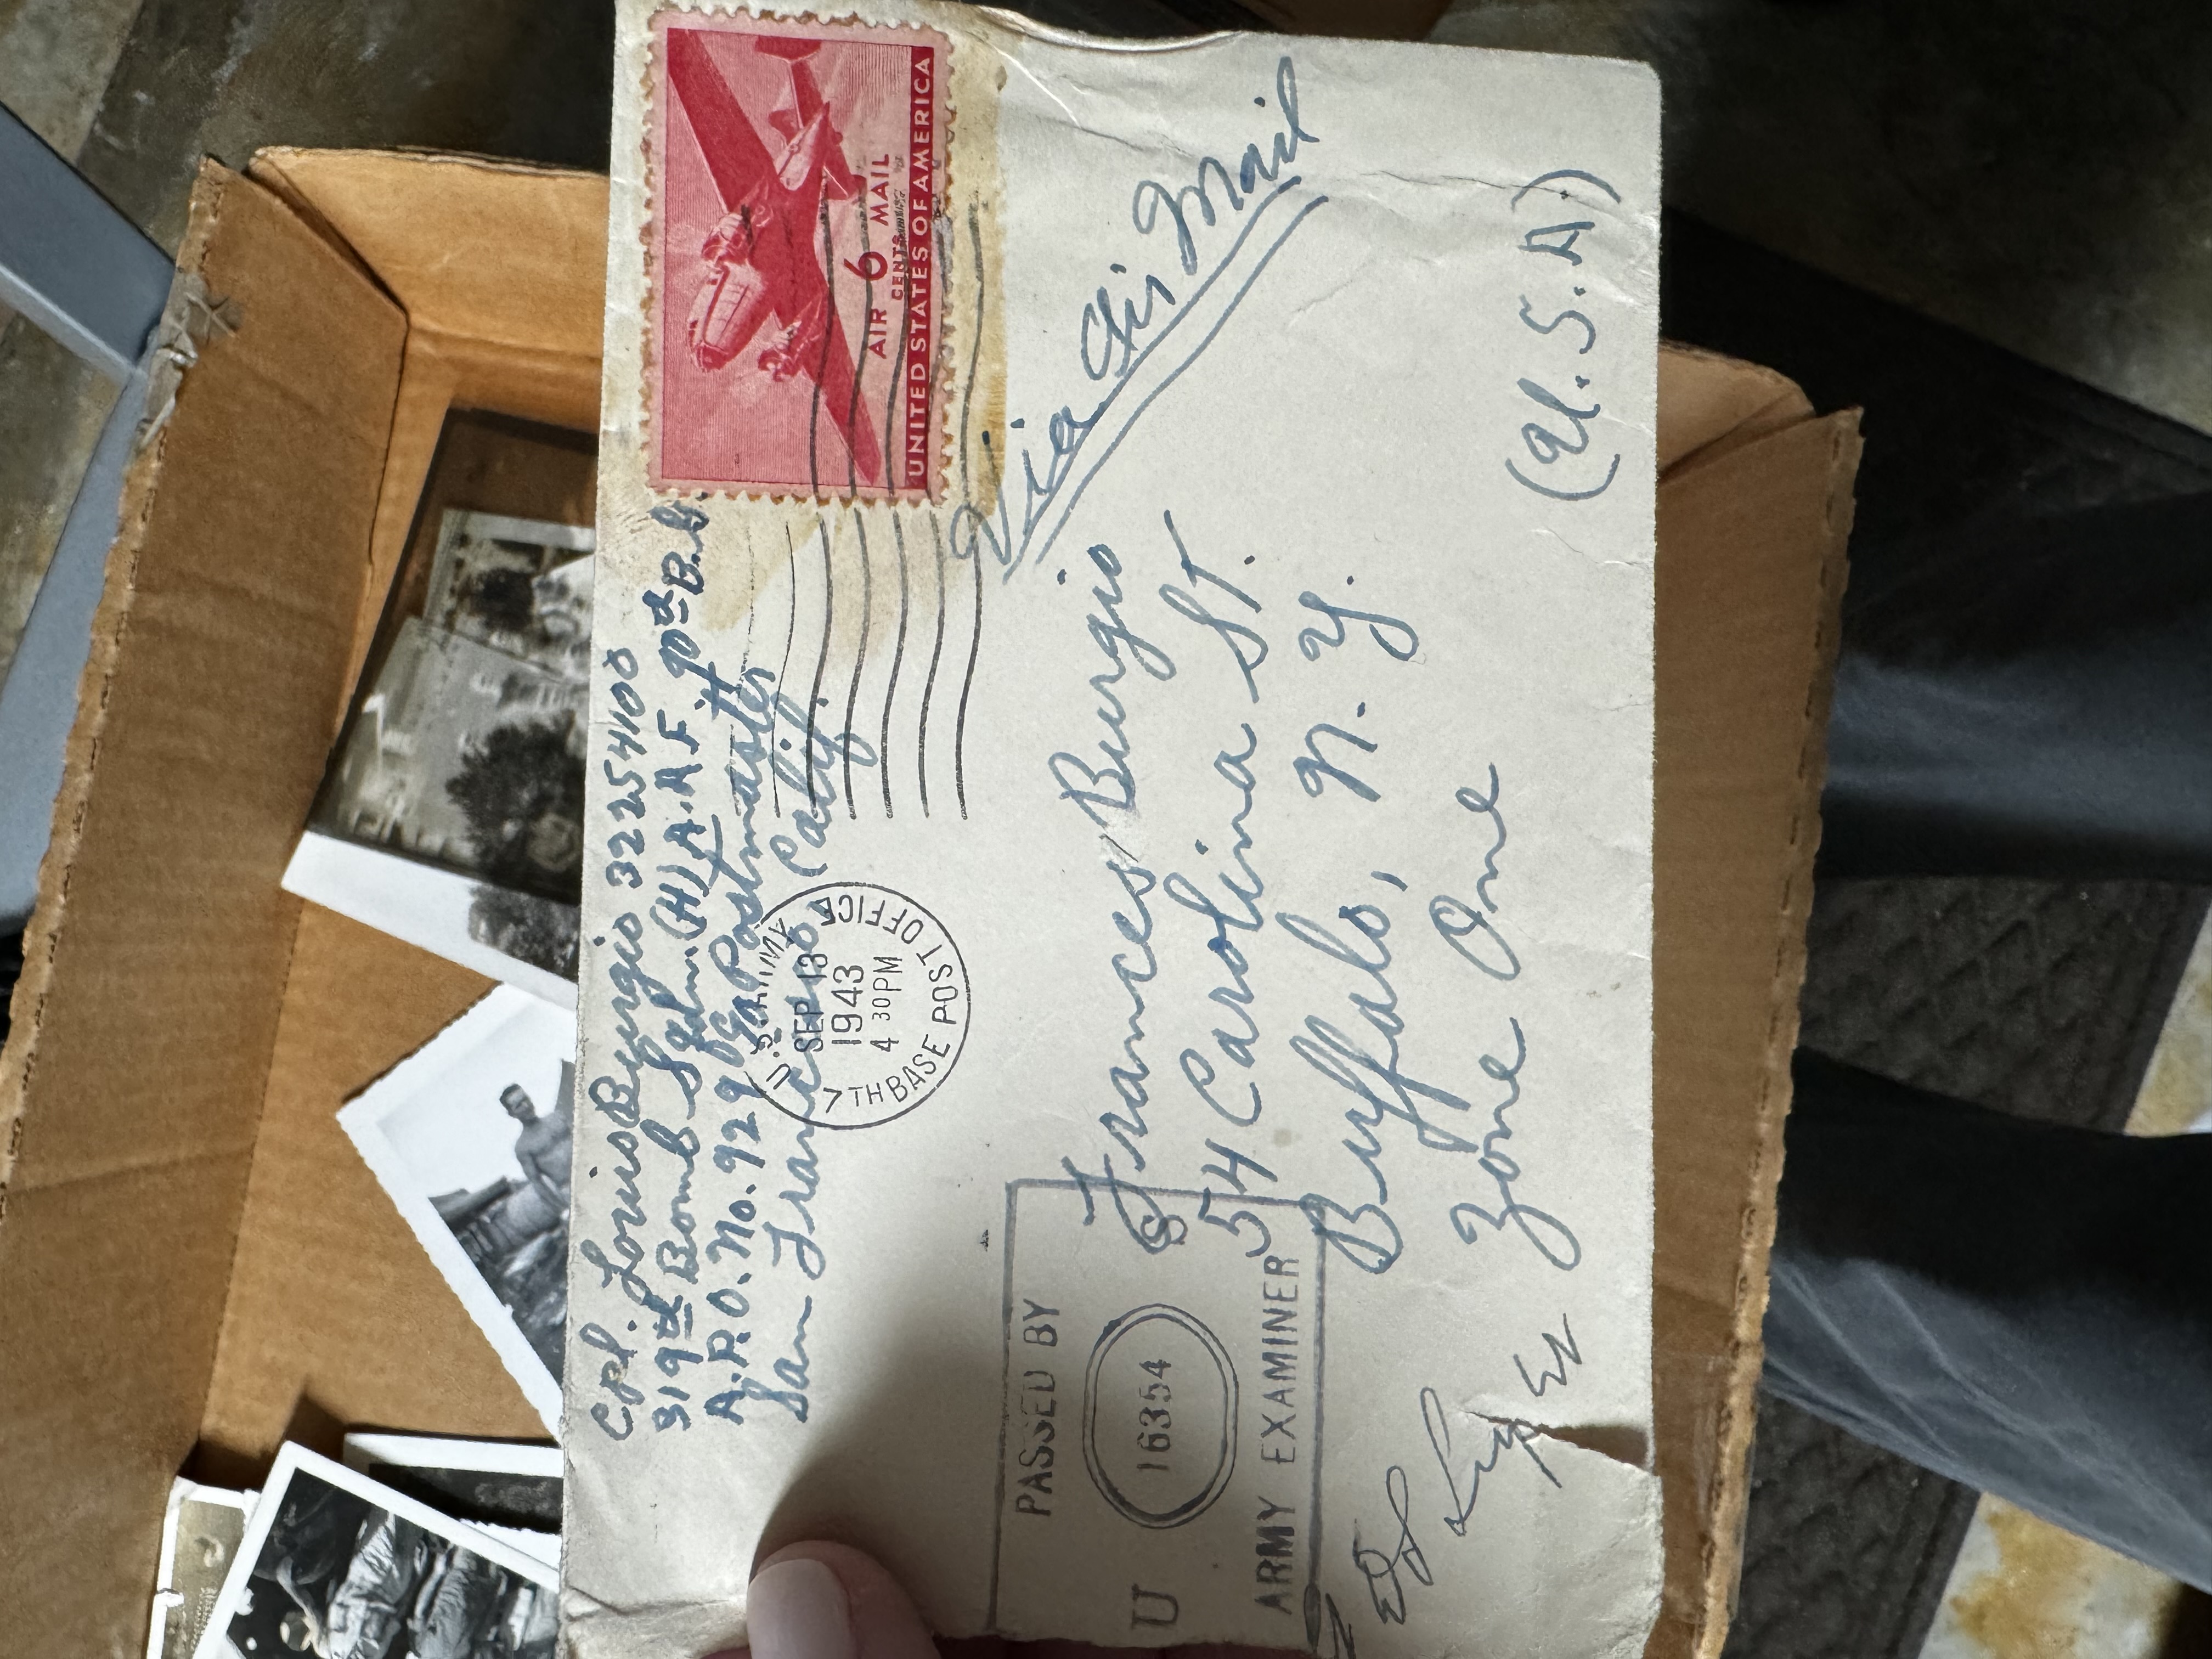 Cpl. Louis Burgio 32254108
319th Bomb Sqdn (H) A.A.F. 90th B.G.
A.P.O. No. 929 Postmaster
San Francisco Calif.
AIR 6 MAIL
CENTS
UNITED STATES OF AMERICA
U.S. ARMY
SEP 13
1943
4 30 PM
7TH BASE POST OFFICE
Via Air Mail
Frances Burgio
54 Carolina St.
Buffalo, N.Y.
Zone One
(U.S.A)
PASSED BY
U 16354 S
ARMY EXAMINER